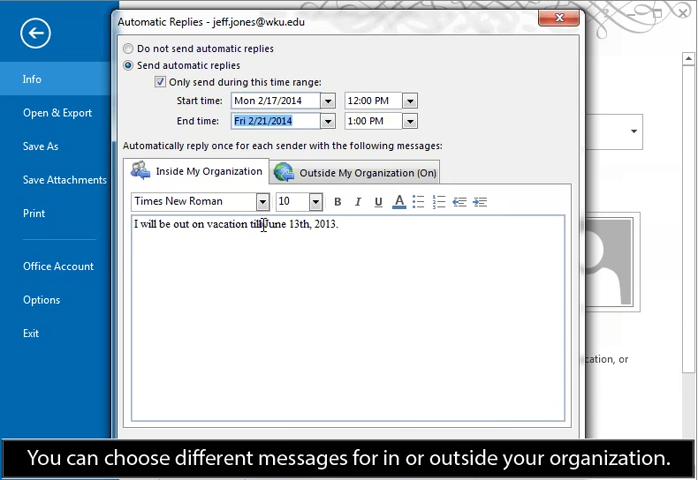 Automatic Replies - jeff.jones@wku.edu
Do not send automatic replies
Send automatic replies
Only send during this time range:
Start time: Mon 2/17/2014 12:00 PM
End time: Fri 2/21/2014 1:00 PM
Automatically reply once for each sender with the following messages:
Inside My Organization
Outside My Organization (On)
Times New Roman 10 B I U A
I will be out on vacation till June 13th, 2013.
Info
Open & Export
Save As
Save Attachments
Print
Office Account
Options
Exit
cation, or
You can choose different messages for in or outside your organization.